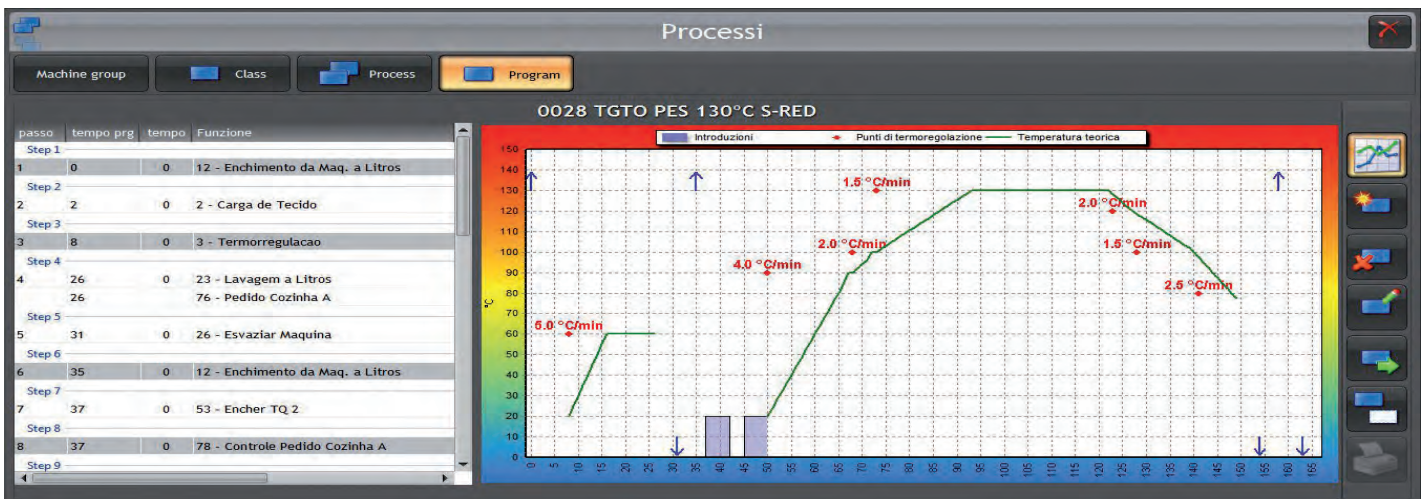 Processi
Machine group Class Process Program
0028 TGTO PES 130°C S-RED
passo tempo prg tempo Funzione
Step 1
1 0 0 12 - Enchimento da Maq. a Litros
Step 2
2 2 0 2 - Carga de Tecido
Step 3
3 8 0 3 - Termorregulacao
Step 4
4 26 0 23 - Lavagem a Litros
26 76 - Pedido Cozinha A
Step 5
5 31 0 26 - Esvaziar Maquina
Step 6
6 35 0 12 - Enchimento da Maq. a Litros
Step 7
7 37 0 53 - Encher TQ 2
Step 8
8 37 0 78 - Controle Pedido Cozinha A
Step 9
Introduzioni Punti di termoregolazione Temperatura teorica
150
140
130
120
110
100
90
80
70
60
50
40
30
20
10
0
°C
5.0 °C/min
4.0 °C/min
2.0 °C/min
1.5 °C/min
2.0 °C/min
1.5 °C/min
2.5 °C/min
0 5 10 15 20 25 30 35 40 45 50 55 60 65 70 75 80 85 90 95 100 105 110 115 120 125 130 135 140 145 150 155 160 165